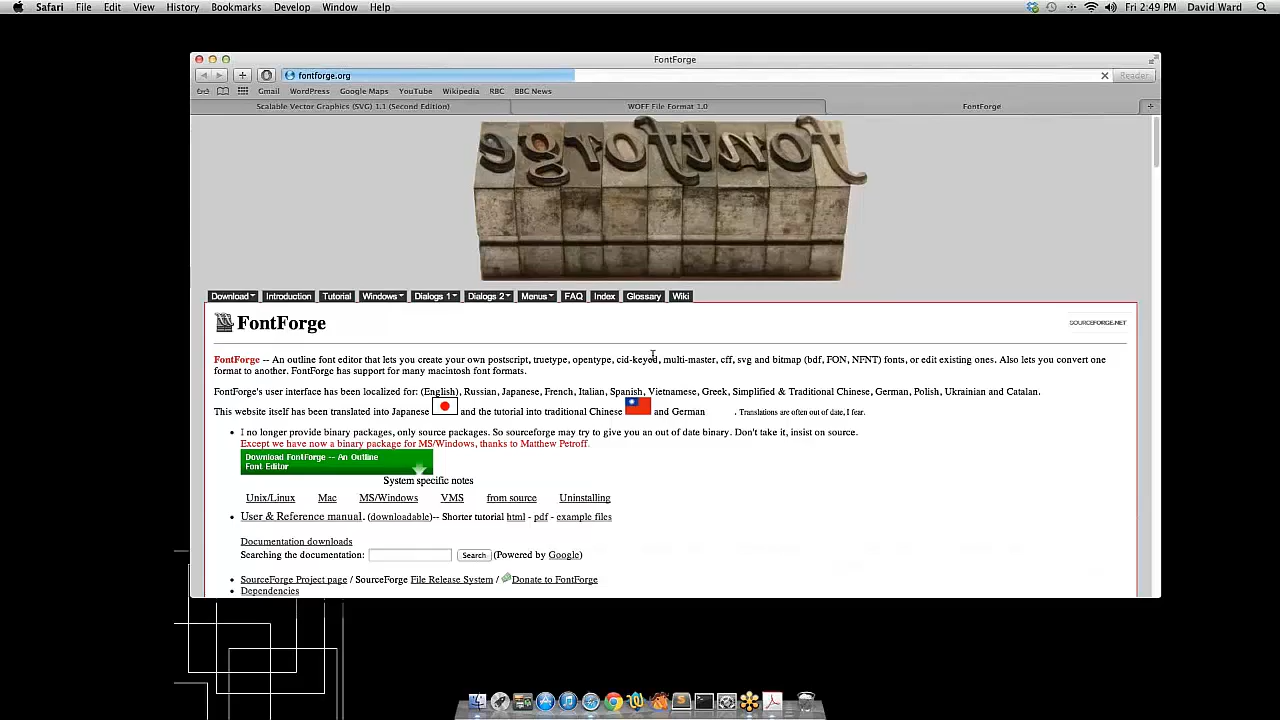 Safari File Edit View History Bookmarks Develop Window Help Fri 2:49 PM David Ward
FontForge
fontforge.org Reader
Gmail WordPress Google Maps YouTube Wikipedia RBC BBC News
Scalable Vector Graphics (SVG) 1.1 (Second Edition) WOFF File Format 1.0 FontForge
fontforge
Download Introduction Tutorial Windows Dialogs 1 Dialogs 2 Menus FAQ Index Glossary Wiki
FontForge SOURCEFORGE.NET
FontForge -- An outline font editor that lets you create your own postscript, truetype, opentype, cid-keyed, multi-master, cff, svg and bitmap (bdf, FON, NFNT) fonts, or edit existing ones. Also lets you convert one
format to another. FontForge has support for many macintosh font formats.
FontForge's user interface has been localized for: (English), Russian, Japanese, French, Italian, Spanish, Vietnamese, Greek, Simplified & Traditional Chinese, German, Polish, Ukrainian and Catalan.
This website itself has been translated into Japanese and the tutorial into traditional Chinese and German . Translations are often out of date, I fear.
• I no longer provide binary packages, only source packages. So sourceforge may try to give you an out of date binary. Don't take it, insist on source.
Except we have now a binary package for MS/Windows, thanks to Matthew Petroff.
Download FontForge -- An Outline
Font Editor
System specific notes
Unix/Linux Mac MS/Windows VMS from source Uninstalling
• User & Reference manual. (downloadable)-- Shorter tutorial html - pdf - example files
Documentation downloads
Searching the documentation: Search (Powered by Google)
• SourceForge Project page / SourceForge File Release System / Donate to FontForge
• Dependencies